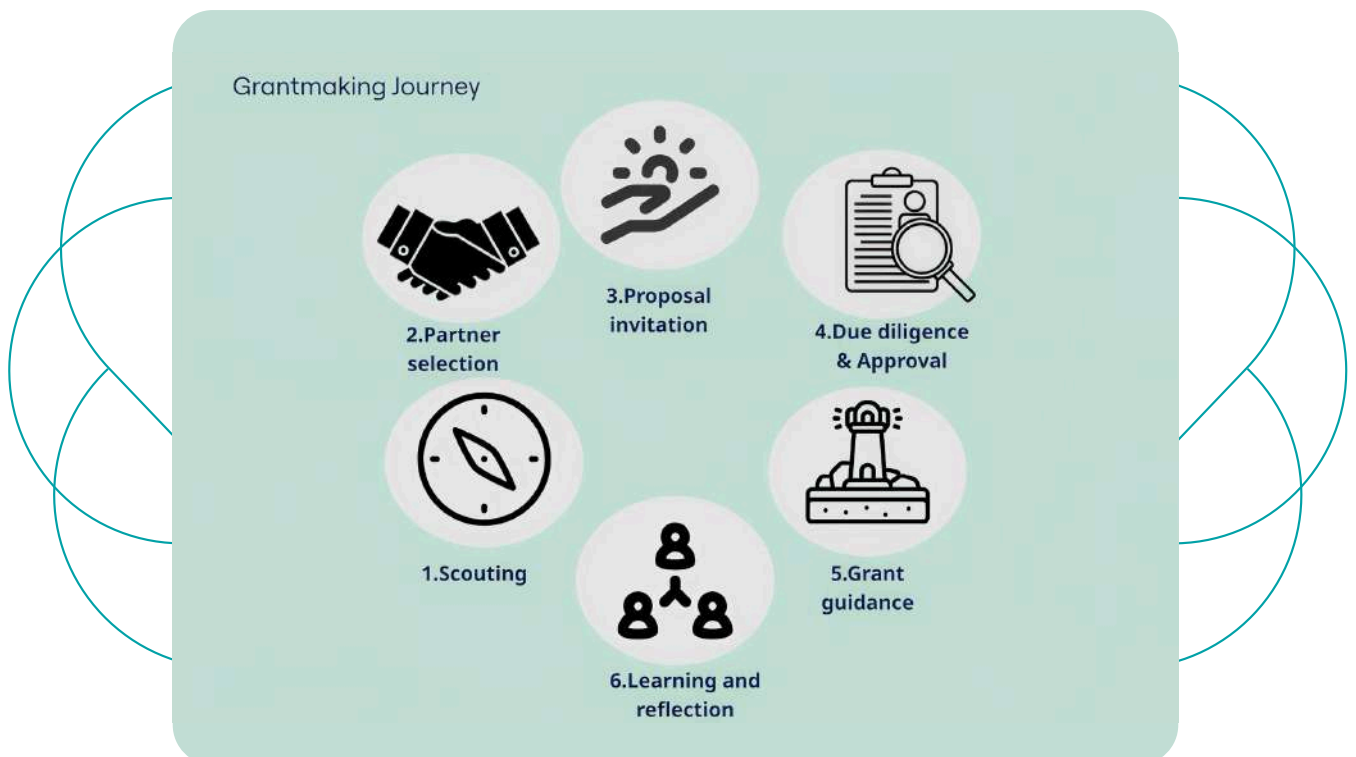 Grantmaking Journey
3.Proposal
invitation
2.Partner
selection
4.Due diligence
& Approval
1.Scouting
5.Grant
guidance
6.Learning and
reflection